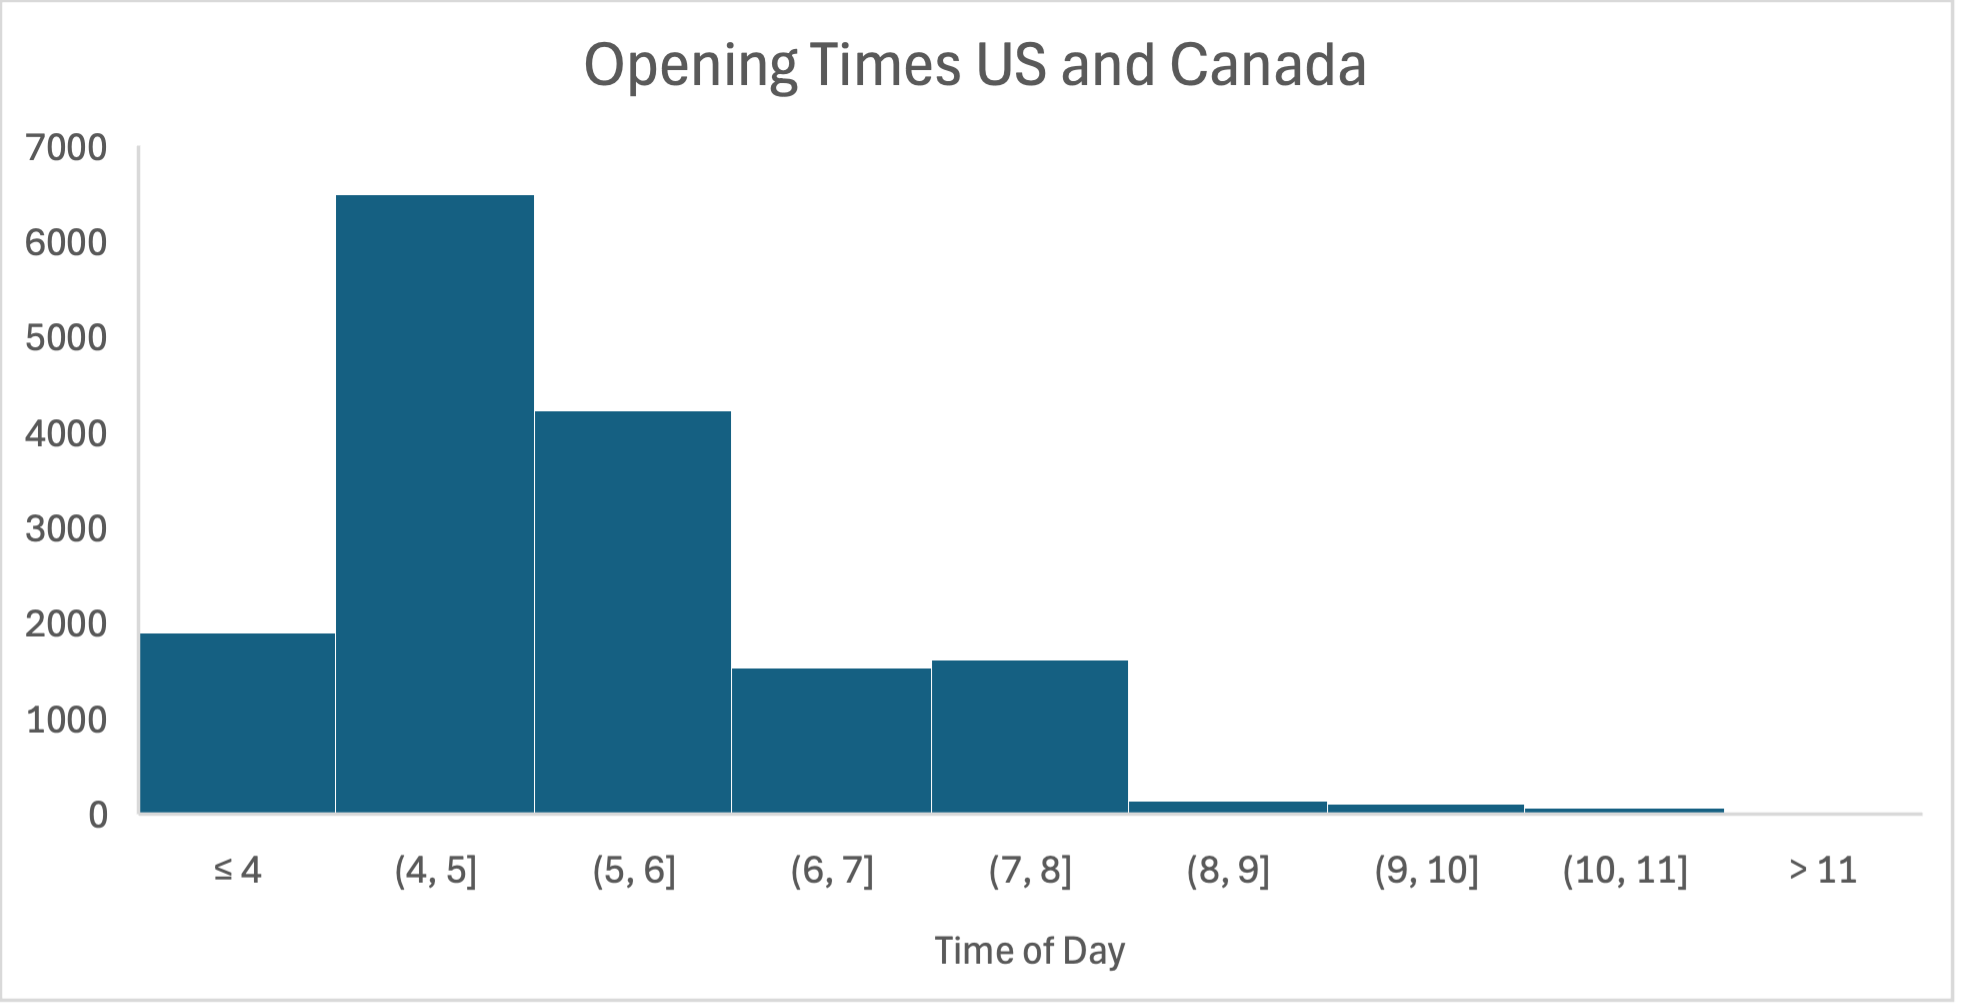 Opening Times US and Canada
7000
6000
5000
4000
3000
2000
1000
0
≤ 4 (4, 5] (5, 6] (6, 7] (7, 8] (8, 9] (9, 10] (10, 11] > 11
Time of Day